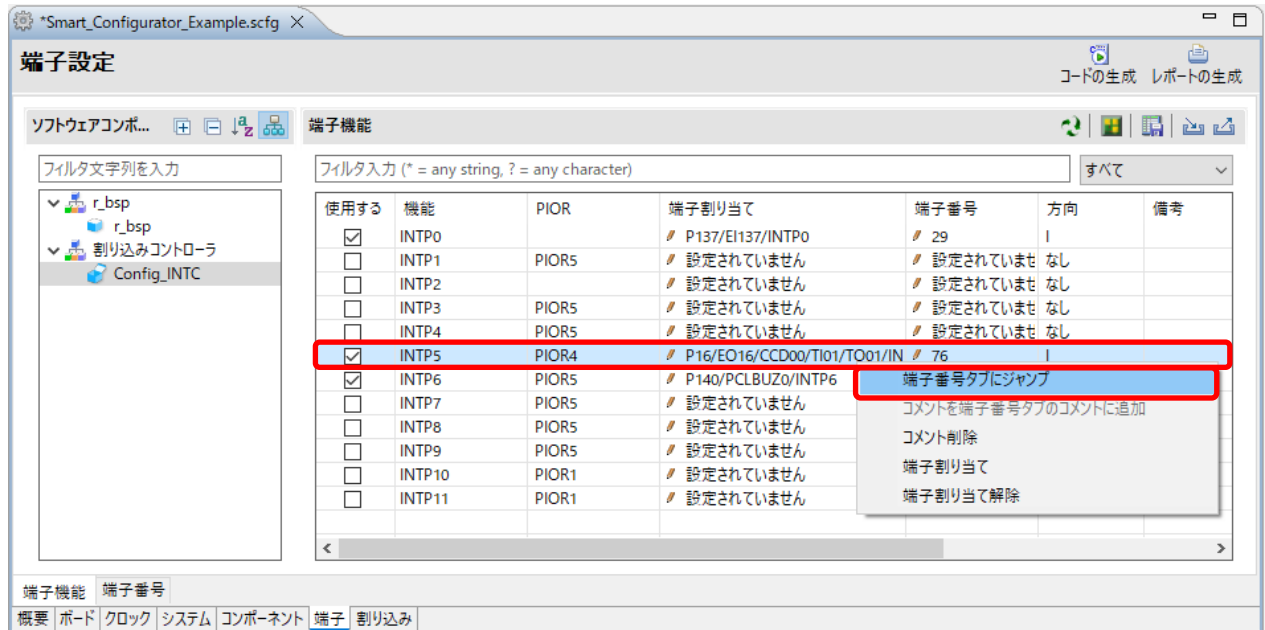 *Smart_Configurator_Example.scfg
端子設定
コードの生成 レポートの生成
ソフトウェアコンポ...
端子機能
フィルタ文字列を入力
フィルタ入力 (* = any string, ? = any character)
すべて
r_bsp
r_bsp
割り込みコントローラ
Config_INTC
使用する 機能 PIOR 端子割り当て 端子番号 方向 備考
INTP0 P137/EI137/INTP0 29 I
INTP1 PIOR5 設定されていません 設定されていませ なし
INTP2 設定されていません 設定されていませ なし
INTP3 PIOR5 設定されていません 設定されていませ なし
INTP4 PIOR5 設定されていません 設定されていませ なし
INTP5 PIOR4 P16/EO16/CCD00/TI01/TO01/IN 76 I
INTP6 PIOR5 P140/PCLBUZ0/INTP6
INTP7 PIOR5 設定されていません
INTP8 PIOR5 設定されていません
INTP9 PIOR5 設定されていません
INTP10 PIOR1 設定されていません
INTP11 PIOR1 設定されていません
端子番号タブにジャンプ
コメントを端子番号タブのコメントに追加
コメント削除
端子割り当て
端子割り当て解除
端子機能 端子番号
概要 ボード クロック システム コンポーネント 端子 割り込み